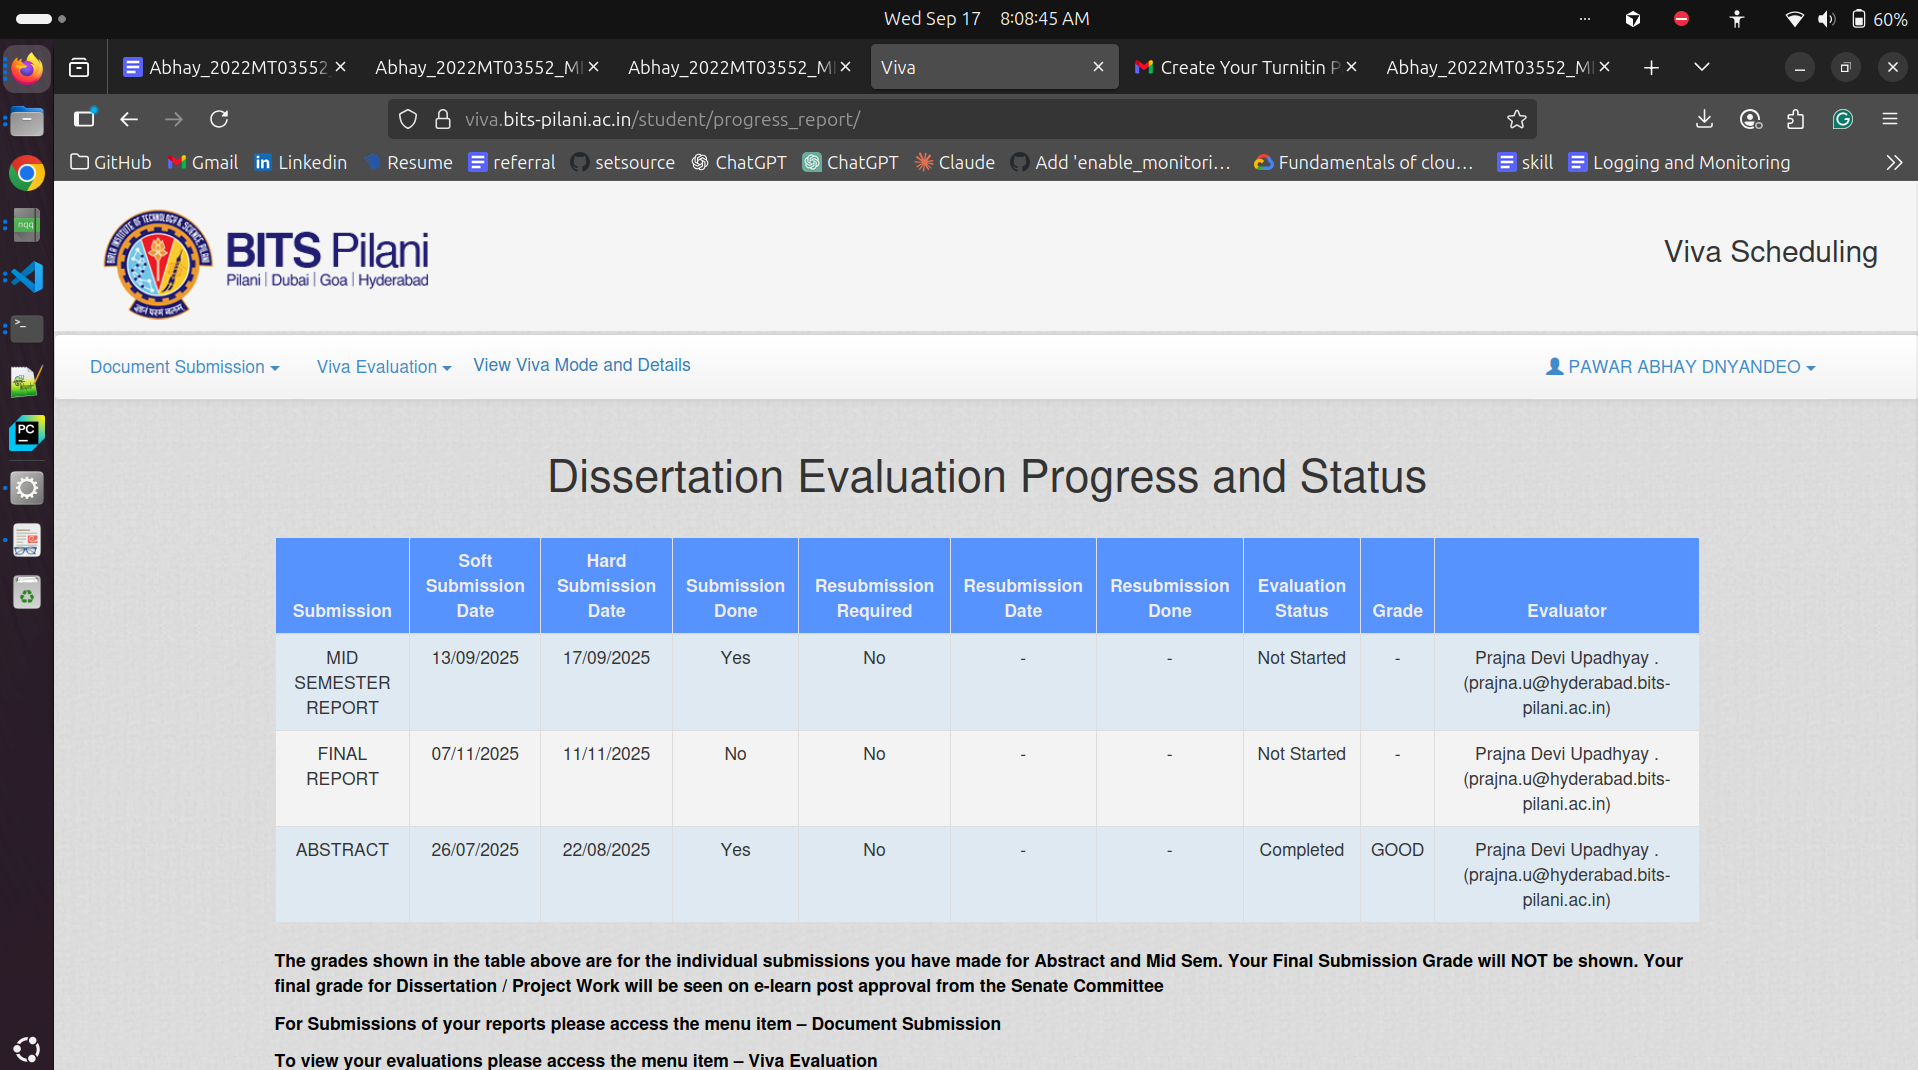 Wed Sep 17 8:08:45 AM
60%
Abhay_2022MT03552
Abhay_2022MT03552_M
Abhay_2022MT03552_M
Viva
Create Your Turnitin P
Abhay_2022MT03552_M
viva.bits-pilani.ac.in/student/progress_report/
GitHub
Gmail
Linkedin
Resume
referral
setsource
ChatGPT
ChatGPT
Claude
Add 'enable_monitori…
Fundamentals of clou…
skill
Logging and Monitoring
BITS Pilani
Pilani | Dubai | Goa | Hyderabad
Viva Scheduling
Document Submission
Viva Evaluation
View Viva Mode and Details
PAWAR ABHAY DNYANDEO
Dissertation Evaluation Progress and Status
Submission
Soft Submission Date
Hard Submission Date
Submission Done
Resubmission Required
Resubmission Date
Resubmission Done
Evaluation Status
Grade
Evaluator
MID SEMESTER REPORT
13/09/2025
17/09/2025
Yes
No
-
-
Not Started
-
Prajna Devi Upadhyay . (prajna.u@hyderabad.bits-pilani.ac.in)
FINAL REPORT
07/11/2025
11/11/2025
No
No
-
-
Not Started
-
Prajna Devi Upadhyay . (prajna.u@hyderabad.bits-pilani.ac.in)
ABSTRACT
26/07/2025
22/08/2025
Yes
No
-
-
Completed
GOOD
Prajna Devi Upadhyay . (prajna.u@hyderabad.bits-pilani.ac.in)
The grades shown in the table above are for the individual submissions you have made for Abstract and Mid Sem. Your Final Submission Grade will NOT be shown. Your
final grade for Dissertation / Project Work will be seen on e-learn post approval from the Senate Committee
For Submissions of your reports please access the menu item – Document Submission
To view your evaluations please access the menu item – Viva Evaluation